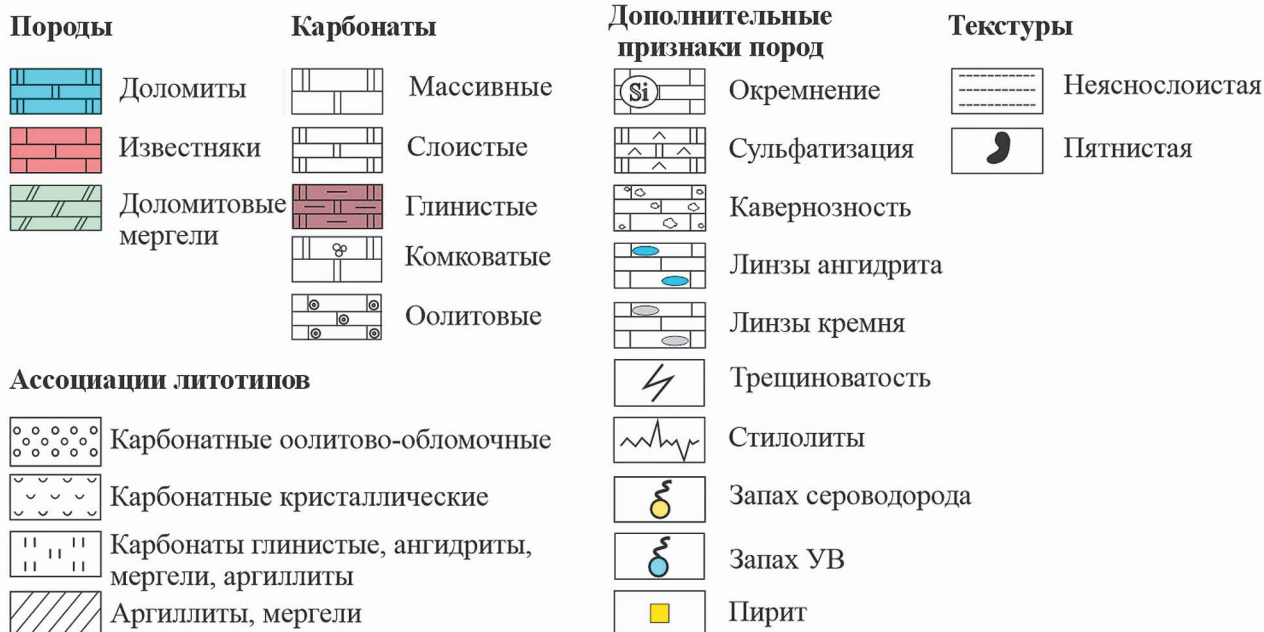 Породы
Доломиты
Известняки
Доломитовые
мергели
Карбонаты
Массивные
Слоистые
Глинистые
Комковатые
Оолитовые
Ассоциации литотипов
Карбонатные оолитово-обломочные
Карбонатные кристаллические
Карбонаты глинистые, ангидриты,
мергели, аргиллиты
Аргиллиты, мергели
Дополнительные
признаки пород
Si
Окремнение
Сульфатизация
Кавернозность
Линзы ангидрита
Линзы кремня
Трещиноватость
Стилолиты
Запах сероводорода
Запах УВ
Пирит
Текстуры
Неяснослоистая
Пятнистая